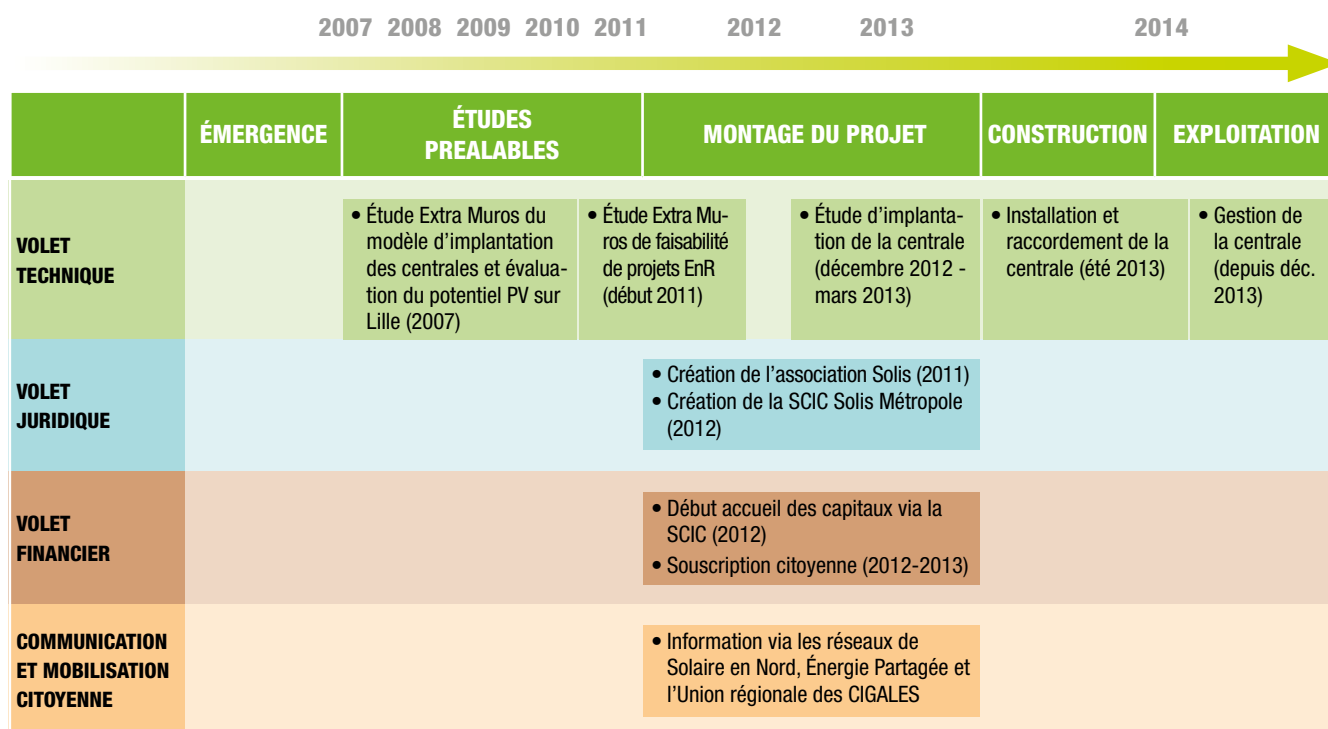 2007 2008 2009 2010 2011 2012 2013 2014
ÉMERGENCE
ÉTUDES
PREALABLES
MONTAGE DU PROJET
CONSTRUCTION
EXPLOITATION
VOLET
TECHNIQUE
• Étude Extra Muros du
modèle d'implantation
des centrales et évalua-
tion du potentiel PV sur
Lille (2007)
• Étude Extra Mu-
ros de faisabilité
de projets EnR
(début 2011)
• Étude d'implanta-
tion de la centrale
(décembre 2012 -
mars 2013)
• Installation et
raccordement de la
centrale (été 2013)
• Gestion de
la centrale
(depuis déc.
2013)
VOLET
JURIDIQUE
• Création de l'association Solis (2011)
• Création de la SCIC Solis Métropole
(2012)
VOLET
FINANCIER
• Début accueil des capitaux via la
SCIC (2012)
• Souscription citoyenne (2012-2013)
COMMUNICATION
ET MOBILISATION
CITOYENNE
• Information via les réseaux de
Solaire en Nord, Énergie Partagée et
l'Union régionale des CIGALES